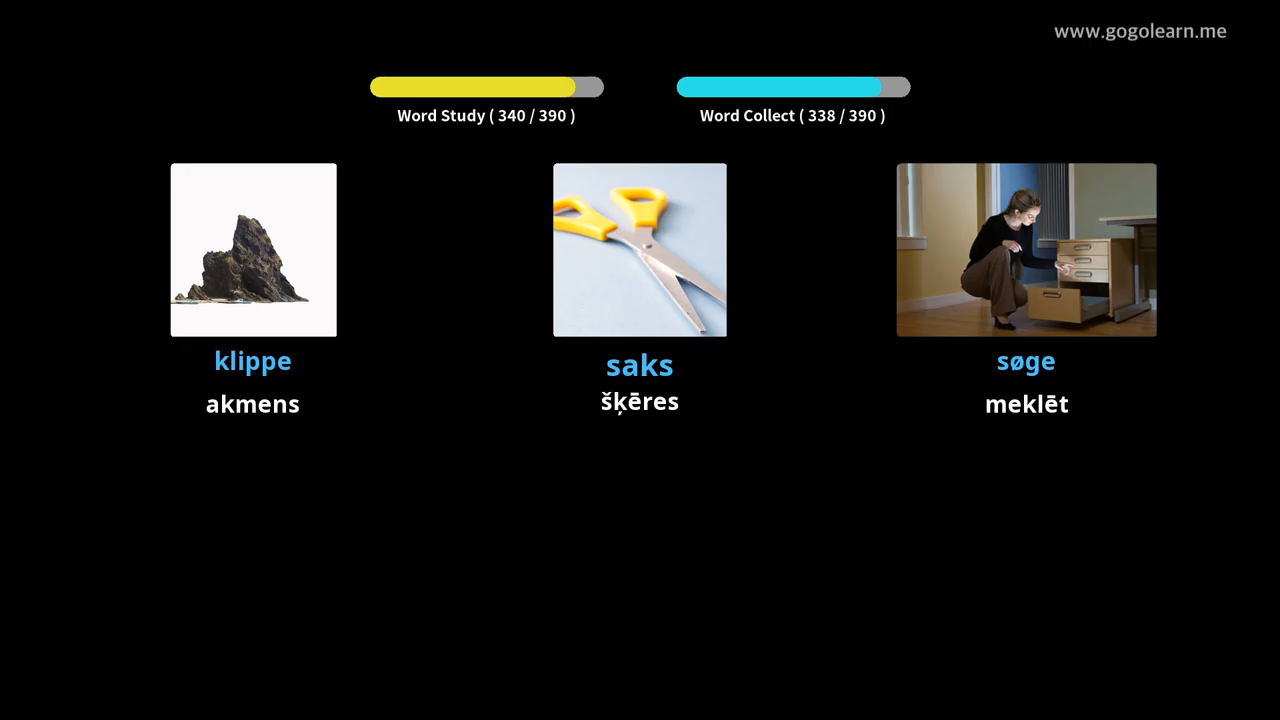 www.gogolearn.me
Word Study ( 340 / 390 )
Word Collect ( 338 / 390 )
klippe
akmens
saks
šķēres
søge
meklēt